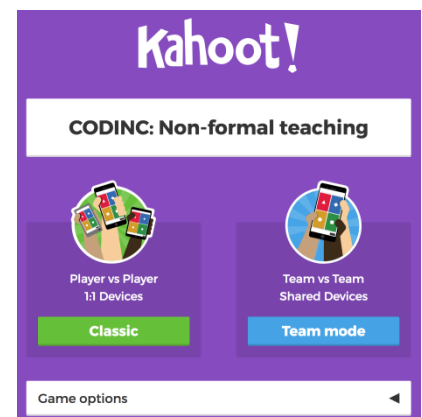 Kahoot!
CODINC: Non-formal teaching
Player vs Player
1:1 Devices
Classic
Team vs Team
Shared Devices
Team mode
Game options